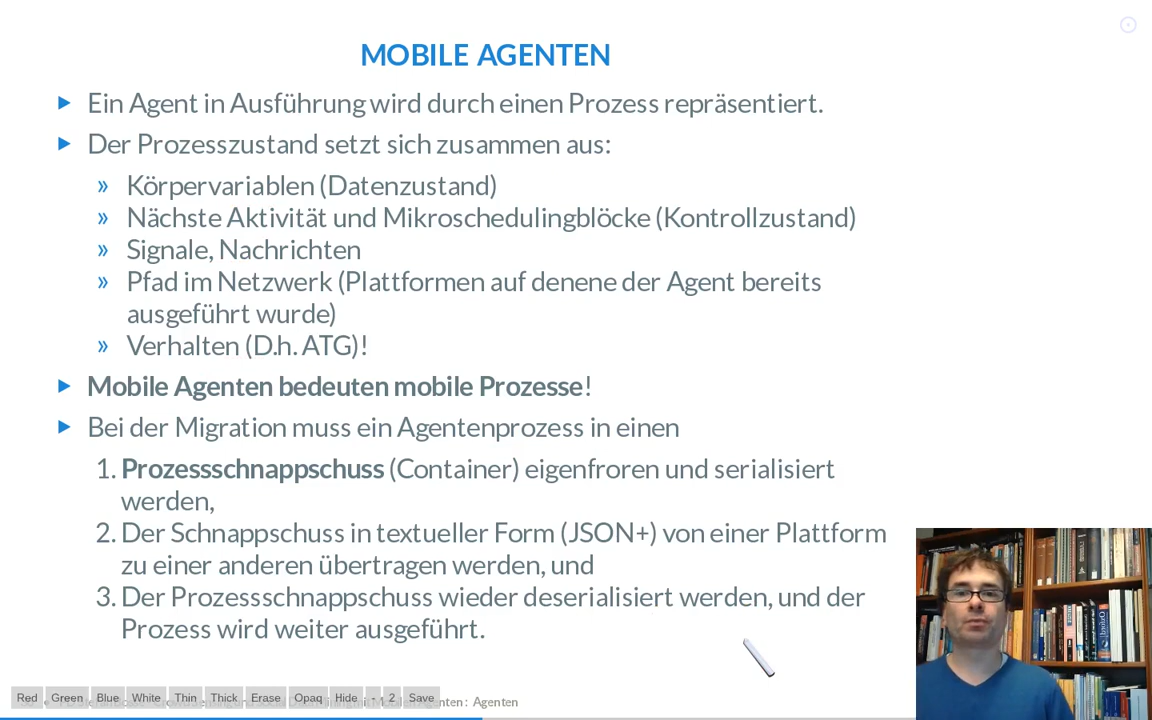 MOBILE AGENTEN
Ein Agent in Ausführung wird durch einen Prozess repräsentiert.
Der Prozesszustand setzt sich zusammen aus:
» Körpervariablen (Datenzustand)
» Nächste Aktivität und Mikroschedulingblöcke (Kontrollzustand)
» Signale, Nachrichten
» Pfad im Netzwerk (Plattformen auf denene der Agent bereits
ausgeführt wurde)
» Verhalten (D.h. ATG)!
Mobile Agenten bedeuten mobile Prozesse!
Bei der Migration muss ein Agentenprozess in einen
1. Prozessschnappschuss (Container) eigenfroren und serialisiert
werden,
2. Der Schnappschuss in textueller Form (JSON+) von einer Plattform
zu einer anderen übertragen werden, und
3. Der Prozessschnappschuss wieder deserialisiert werden, und der
Prozess wird weiter ausgeführt.
Red Green Blue White Thin Thick Erase Opaq Hide - 2 Save
Agenten